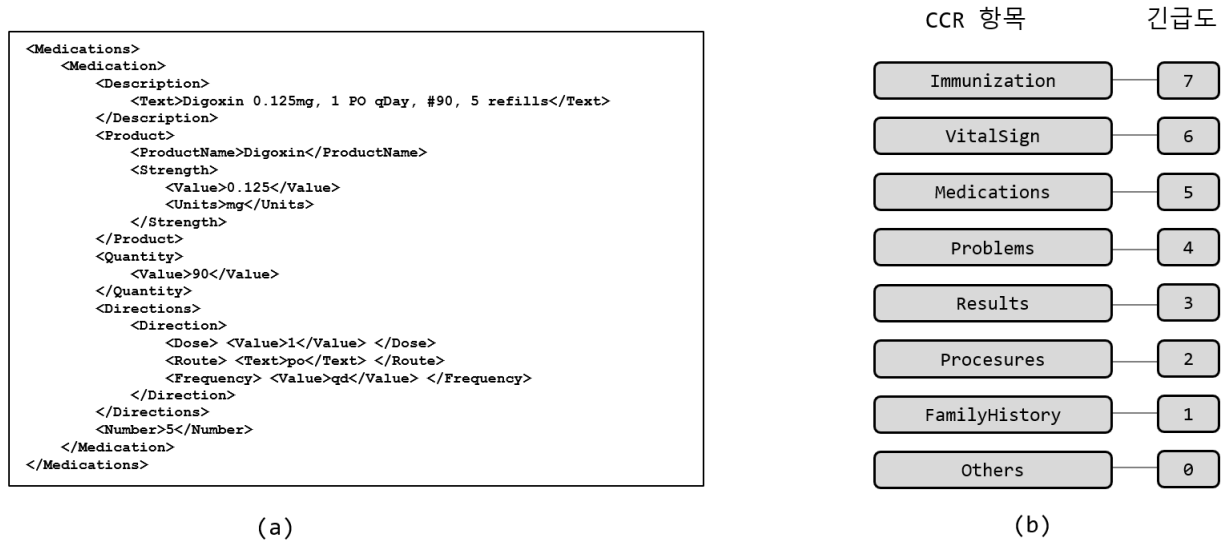 <Medications>
<Medication>
<Description>
<Text>Digoxin 0.125mg, 1 PO qDay, #90, 5 refills</Text>
</Description>
<Product>
<ProductName>Digoxin</ProductName>
<Strength>
<Value>0.125</Value>
<Units>mg</Units>
</Strength>
</Product>
<Quantity>
<Value>90</Value>
</Quantity>
<Directions>
<Direction>
<Dose> <Value>1</Value> </Dose>
<Route> <Text>po</Text> </Route>
<Frequency> <Value>qd</Value> </Frequency>
</Direction>
</Directions>
<Number>5</Number>
</Medication>
</Medications>
(a)
CCR 항목 긴급도
Immunization 7
VitalSign 6
Medications 5
Problems 4
Results 3
Procesures 2
FamilyHistory 1
Others 0
(b)